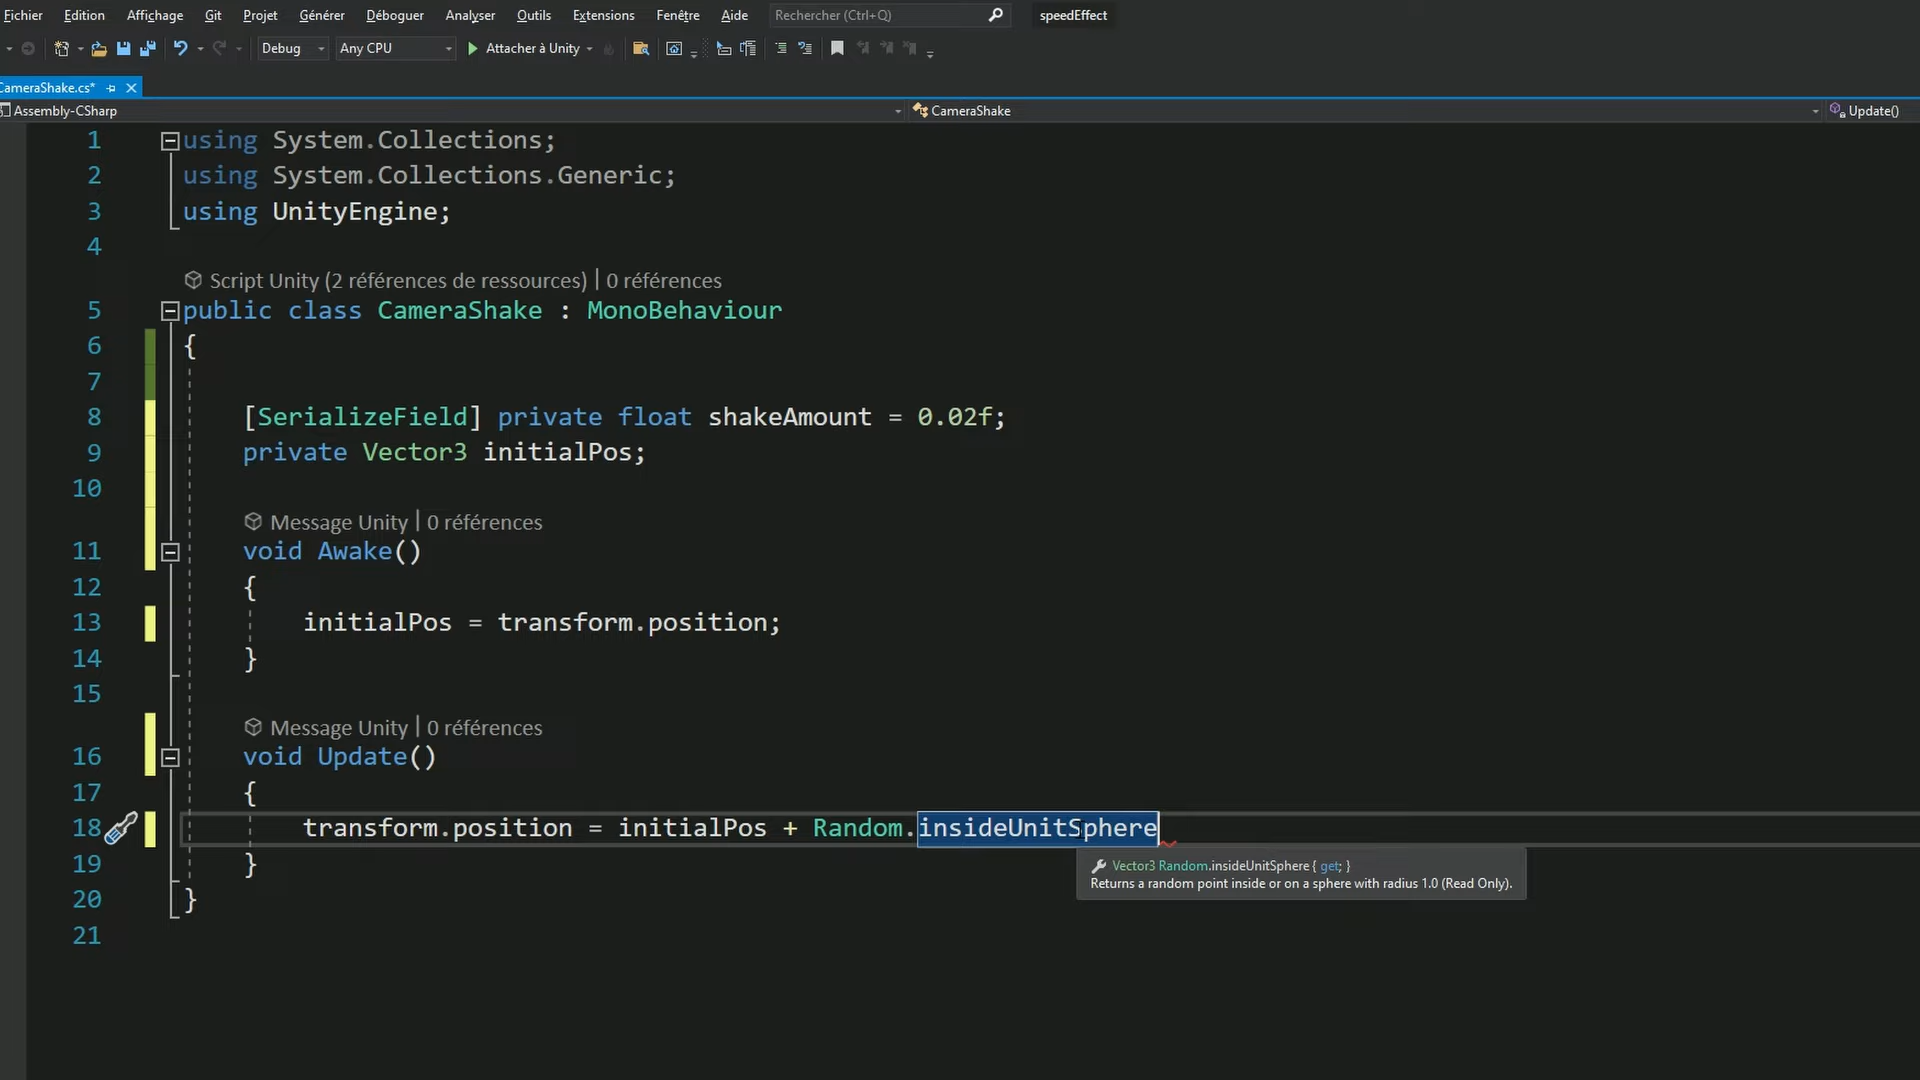 Fichier Edition Affichage Git Projet Générer Déboguer Analyser Outils Extensions Fenêtre Aide Rechercher (Ctrl+Q) speedEffect
Debug Any CPU Attacher à Unity
CameraShake.cs*
Assembly-CSharp CameraShake Update()
1 using System.Collections;
2 using System.Collections.Generic;
3 using UnityEngine;
4
Script Unity (2 références de ressources) | 0 références
5 public class CameraShake : MonoBehaviour
6 {
7
8 [SerializeField] private float shakeAmount = 0.02f;
9 private Vector3 initialPos;
10
Message Unity | 0 références
11 void Awake()
12 {
13 initialPos = transform.position;
14 }
15
Message Unity | 0 références
16 void Update()
17 {
18 transform.position = initialPos + Random.insideUnitSphere
19 }
Vector3 Random.insideUnitSphere { get; }
Returns a random point inside or on a sphere with radius 1.0 (Read Only).
20 }
21